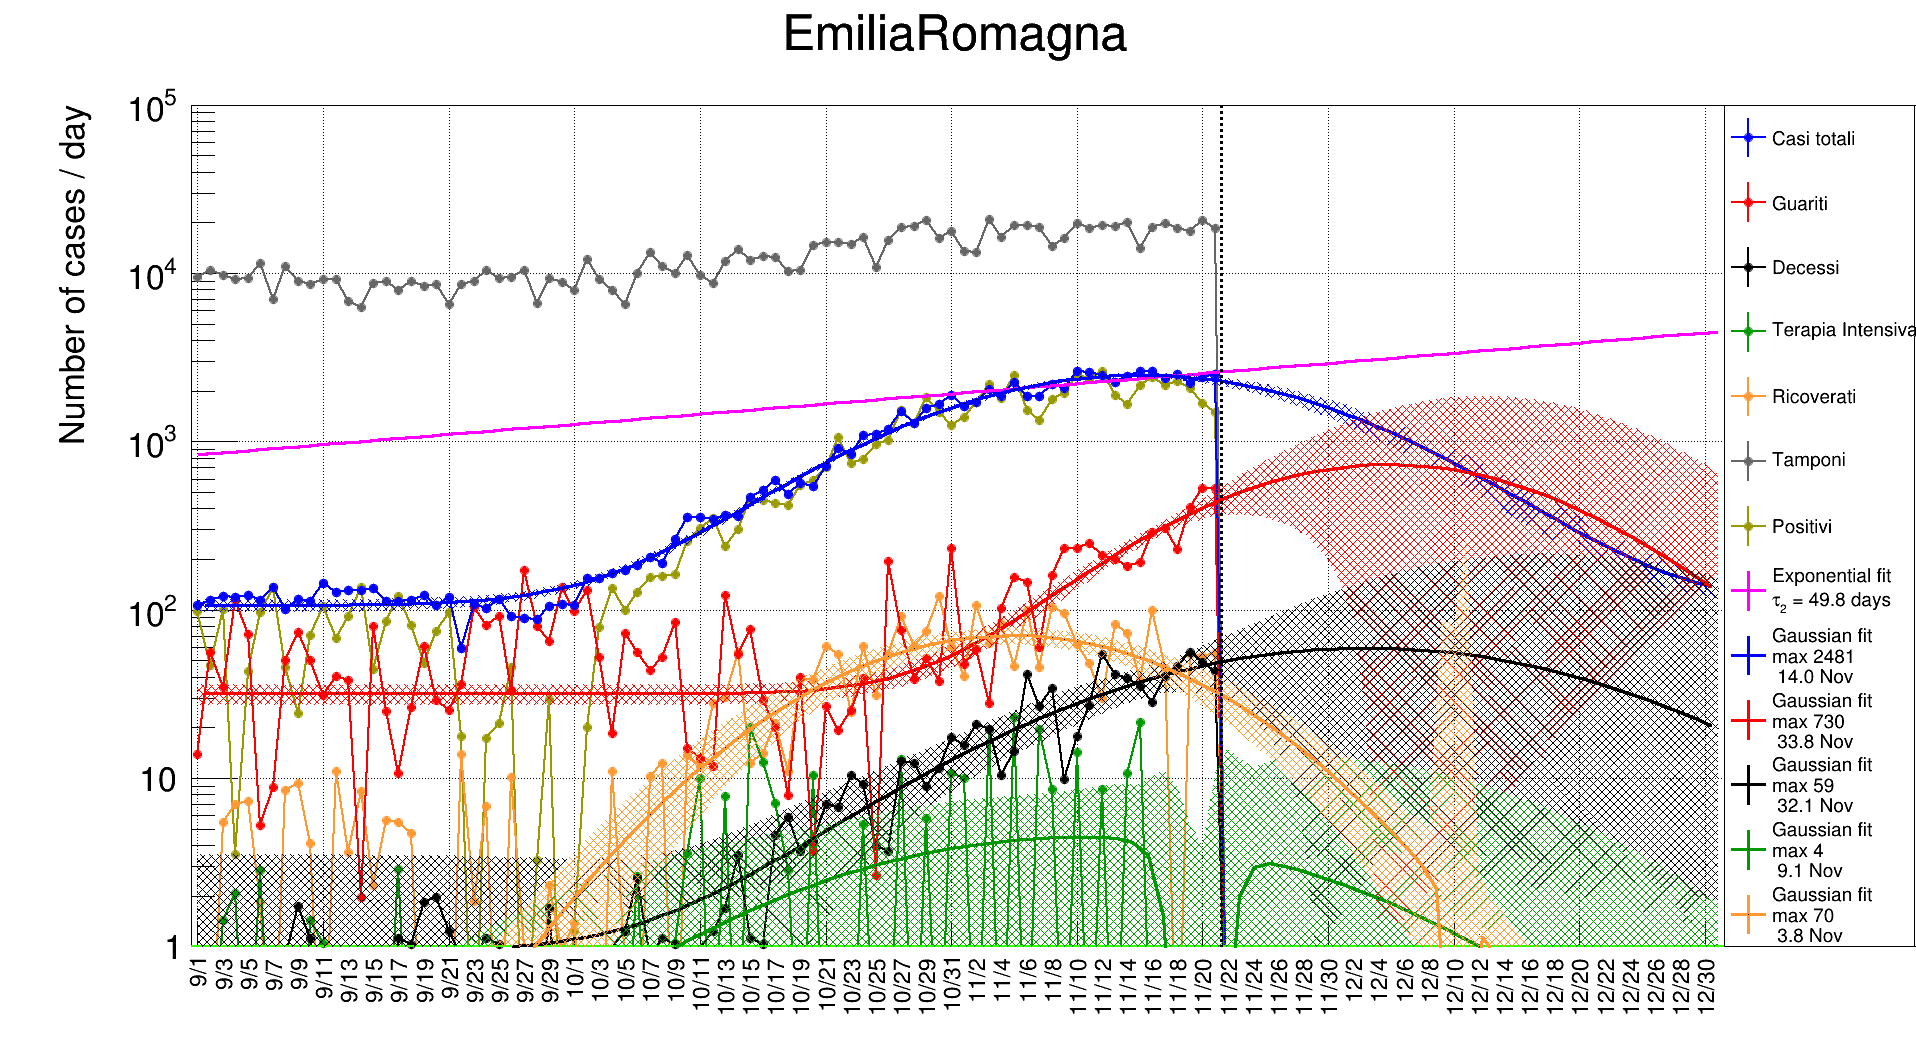 EmiliaRomagna
Number of cases / day
10^5
10^4
10^3
10^2
10
1
9/1 9/3 9/5 9/7 9/9 9/11 9/13 9/15 9/17 9/19 9/21 9/23 9/25 9/27 9/29 10/1 10/3 10/5 10/7 10/9 10/11 10/13 10/15 10/17 10/19 10/21 10/23 10/25 10/27 10/29 10/31 11/2 11/4 11/6 11/8 11/10 11/12 11/14 11/16 11/18 11/20 11/22 11/24 11/26 11/28 11/30 12/2 12/4 12/6 12/8 12/10 12/12 12/14 12/16 12/18 12/20 12/22 12/24 12/26 12/28 12/30
Casi totali
Guariti
Decessi
Terapia Intensiva
Ricoverati
Tamponi
Positivi
Exponential fit
τ2 = 49.8 days
Gaussian fit
max 2481
14.0 Nov
Gaussian fit
max 730
33.8 Nov
Gaussian fit
max 59
32.1 Nov
Gaussian fit
max 4
9.1 Nov
Gaussian fit
max 70
3.8 Nov